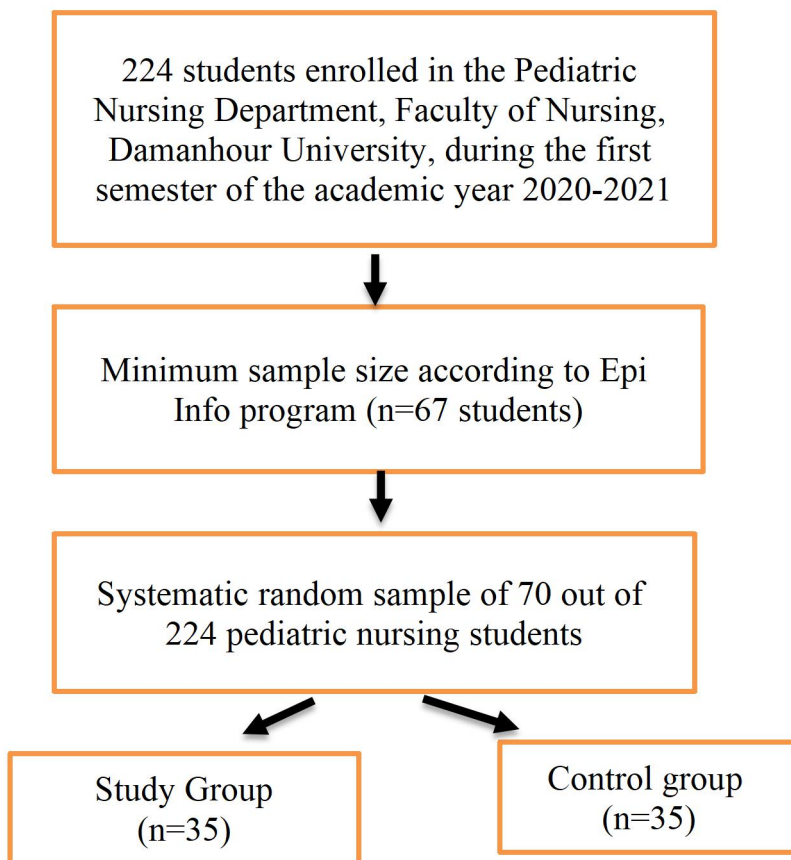 224 students enrolled in the Pediatric
Nursing Department, Faculty of Nursing,
Damanhour University, during the first
semester of the academic year 2020-2021
Minimum sample size according to Epi
Info program (n=67 students)
Systematic random sample of 70 out of
224 pediatric nursing students
Study Group
(n=35)
Control group
(n=35)